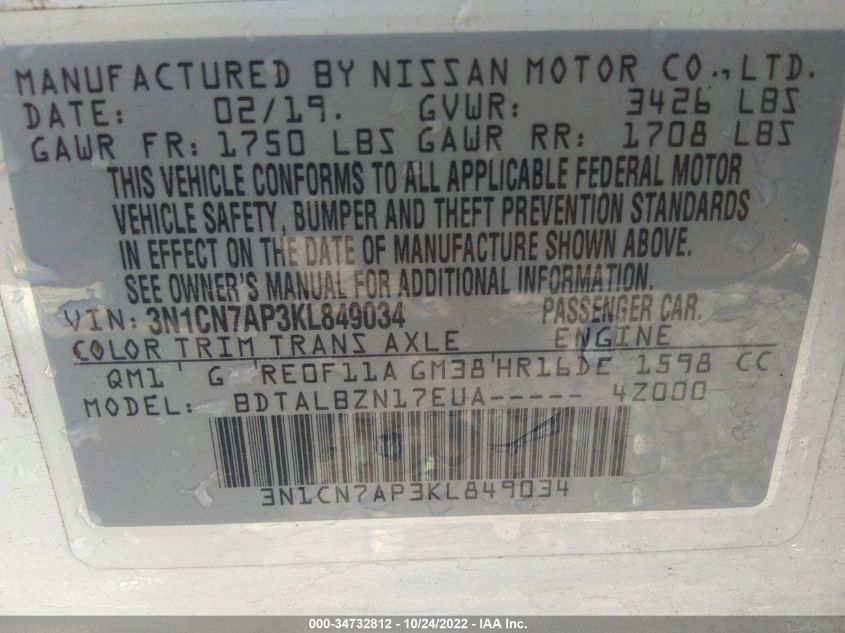 MANUFACTURED BY NISSAN MOTOR CO., LTD.
DATE: 02/19. GVWR: 3426 LBS
GAWR FR: 1750 LBS GAWR RR: 1708 LBS
THIS VEHICLE CONFORMS TO ALL APPLICABLE FEDERAL MOTOR
VEHICLE SAFETY, BUMPER AND THEFT PREVENTION STANDARDS
IN EFFECT ON THE DATE OF MANUFACTURE SHOWN ABOVE.
SEE OWNER'S MANUAL FOR ADDITIONAL INFORMATION.
VIN: 3N1CN7AP3KL849034 PASSENGER CAR.
COLOR TRIM TRANS AXLE ENGINE
QM1 ' G ' RE0F11A GM38 ' HR16DE 1598 CC
MODEL: BDTALBZN17EUA----- 4Z000
3N1CN7AP3KL849034
000-34732812 - 10/24/2022 - IAA Inc.